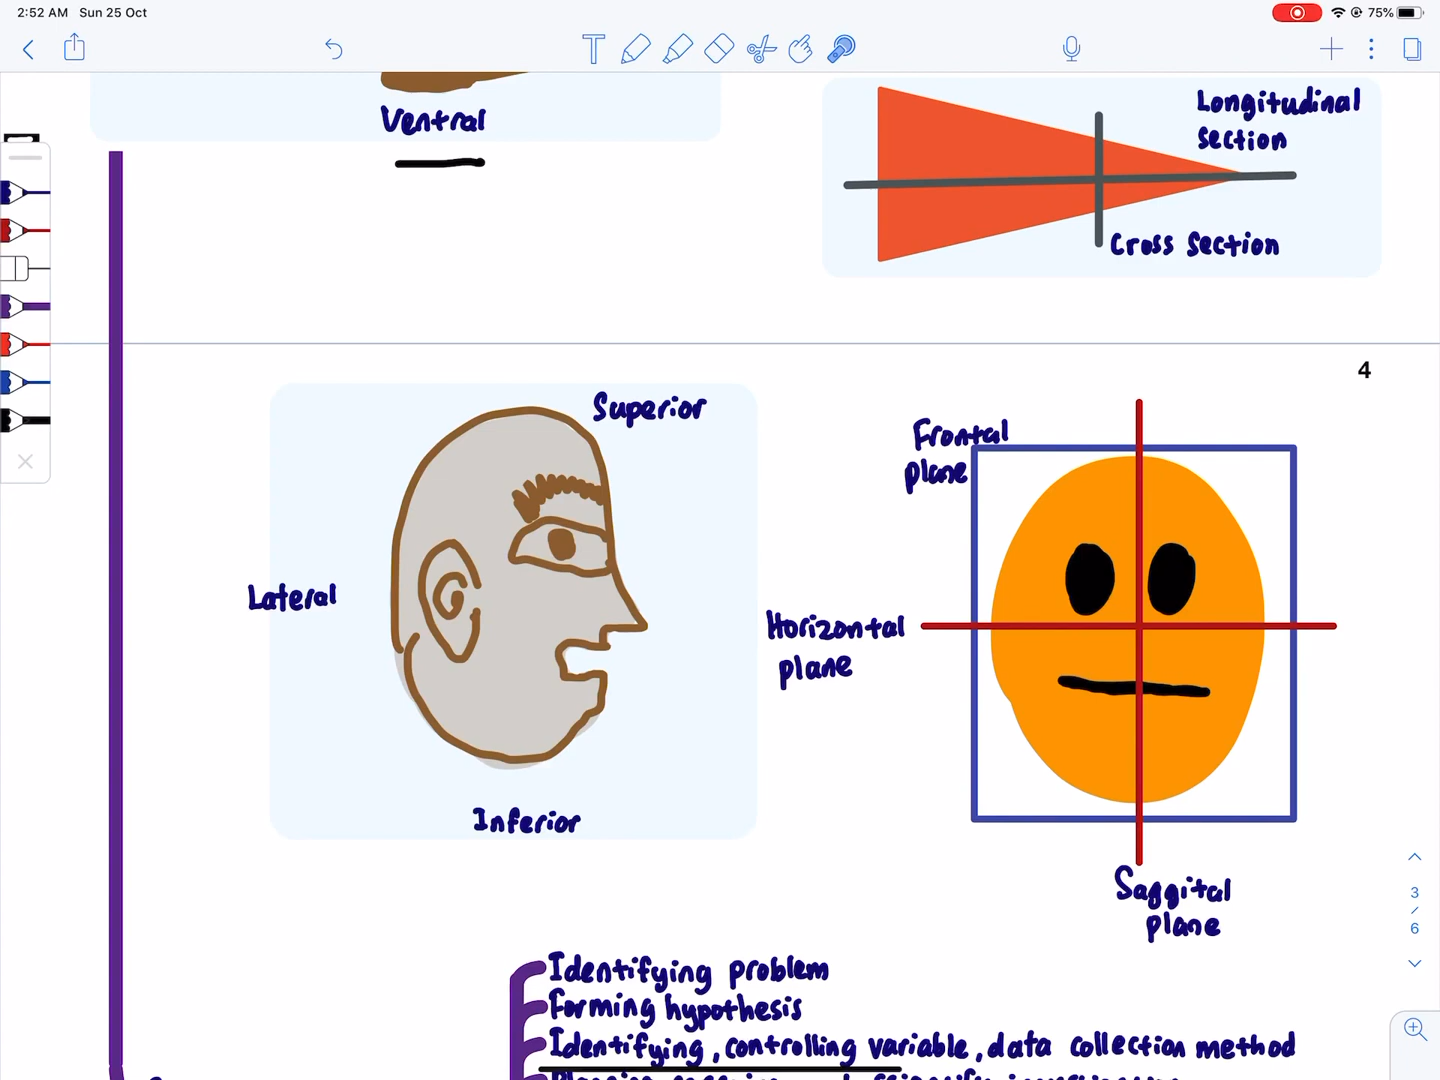 2:52 AM Sun 25 Oct
75%
Ventral
Longitudinal
section
Cross section
4
Superior
Frontal
plane
Lateral
Horizontal
plane
Inferior
Saggital
plane
3
/
6
Identifying problem
Forming hypothesis
Identifying, controlling variable, data collection method